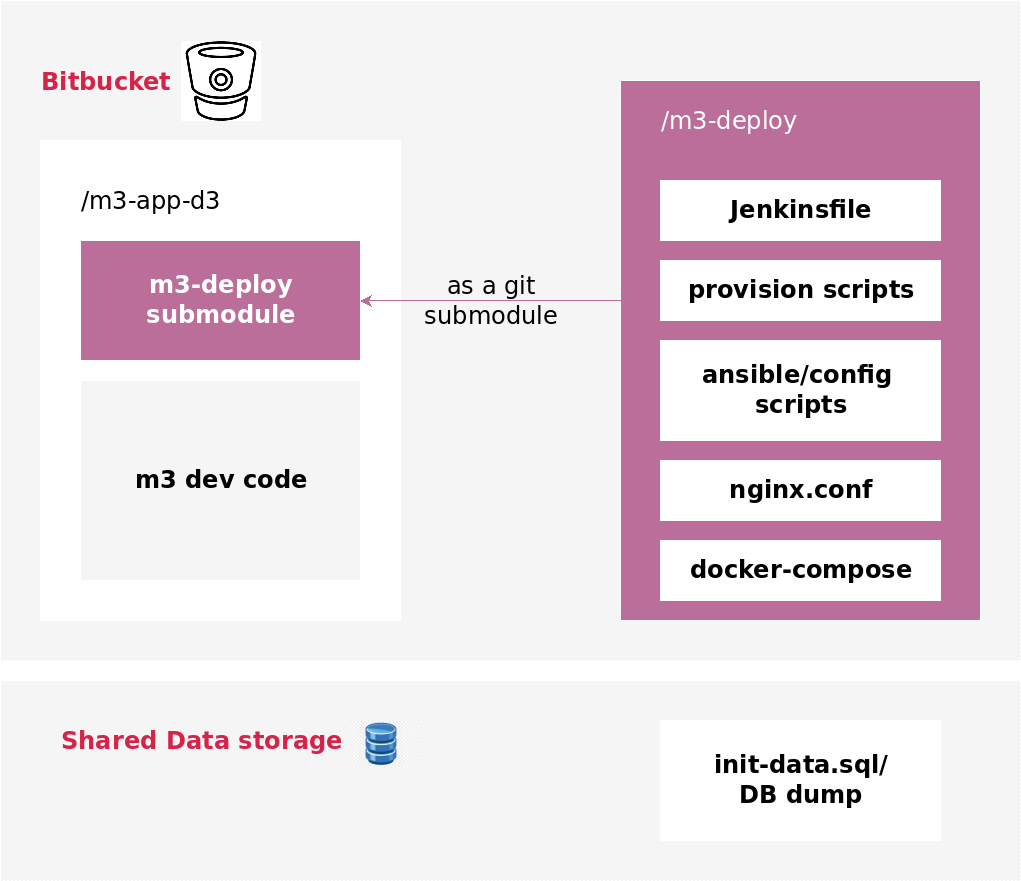 Bitbucket
/m3-app-d3
m3-deploy
submodule
m3 dev code
as a git
submodule
/m3-deploy
Jenkinsfile
provision scripts
ansible/config
scripts
nginx.conf
docker-compose
Shared Data storage
init-data.sql/
DB dump